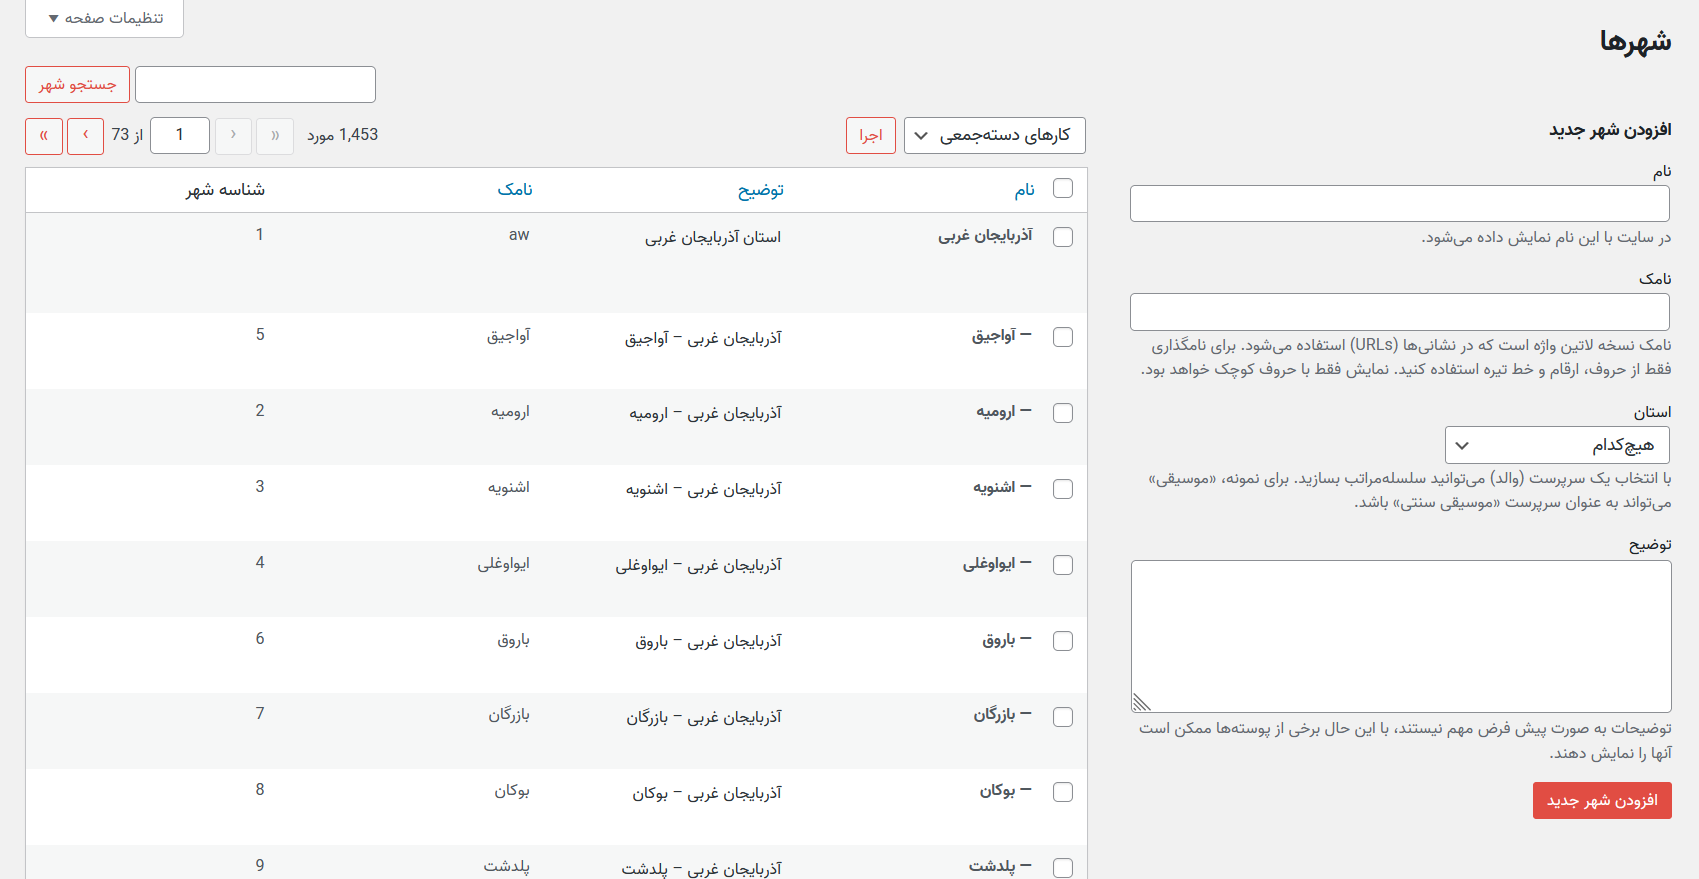 تنظیمات صفحه ▼
شهرها
جستجو شهر
افزودن شهر جدید
نام
در سایت با این نام نمایش داده می‌شود.
نامک
نامک نسخه لاتین واژه است که در نشانی‌ها (URLs) استفاده می‌شود. برای نامگذاری
فقط از حروف، ارقام و خط تیره استفاده کنید. نمایش فقط با حروف کوچک خواهد بود.
استان
هیچ‌کدام
با انتخاب یک سرپرست (والد) می‌توانید سلسله‌مراتب بسازید. برای نمونه، «موسیقی»
می‌تواند به عنوان سرپرست «موسیقی سنتی» باشد.
توضیح
توضیحات به صورت پیش فرض مهم نیستند، با این حال برخی از پوسته‌ها ممکن است
آنها را نمایش دهند.
افزودن شهر جدید
کارهای دسته‌جمعی اجرا
1,453 مورد « ‹ 1 از 73 › »
نام توضیح نامک شناسه شهر
آذربایجان غربی استان آذربایجان غربی aw 1
— آواجیق آذربایجان غربی – آواجیق آواجیق 5
— ارومیه آذربایجان غربی – ارومیه ارومیه 2
— اشنویه آذربایجان غربی – اشنویه اشنویه 3
— ایواوغلی آذربایجان غربی – ایواوغلی ایواوغلی 4
— باروق آذربایجان غربی – باروق باروق 6
— بازرگان آذربایجان غربی – بازرگان بازرگان 7
— بوکان آذربایجان غربی – بوکان بوکان 8
— پلدشت آذربایجان غربی – پلدشت پلدشت 9